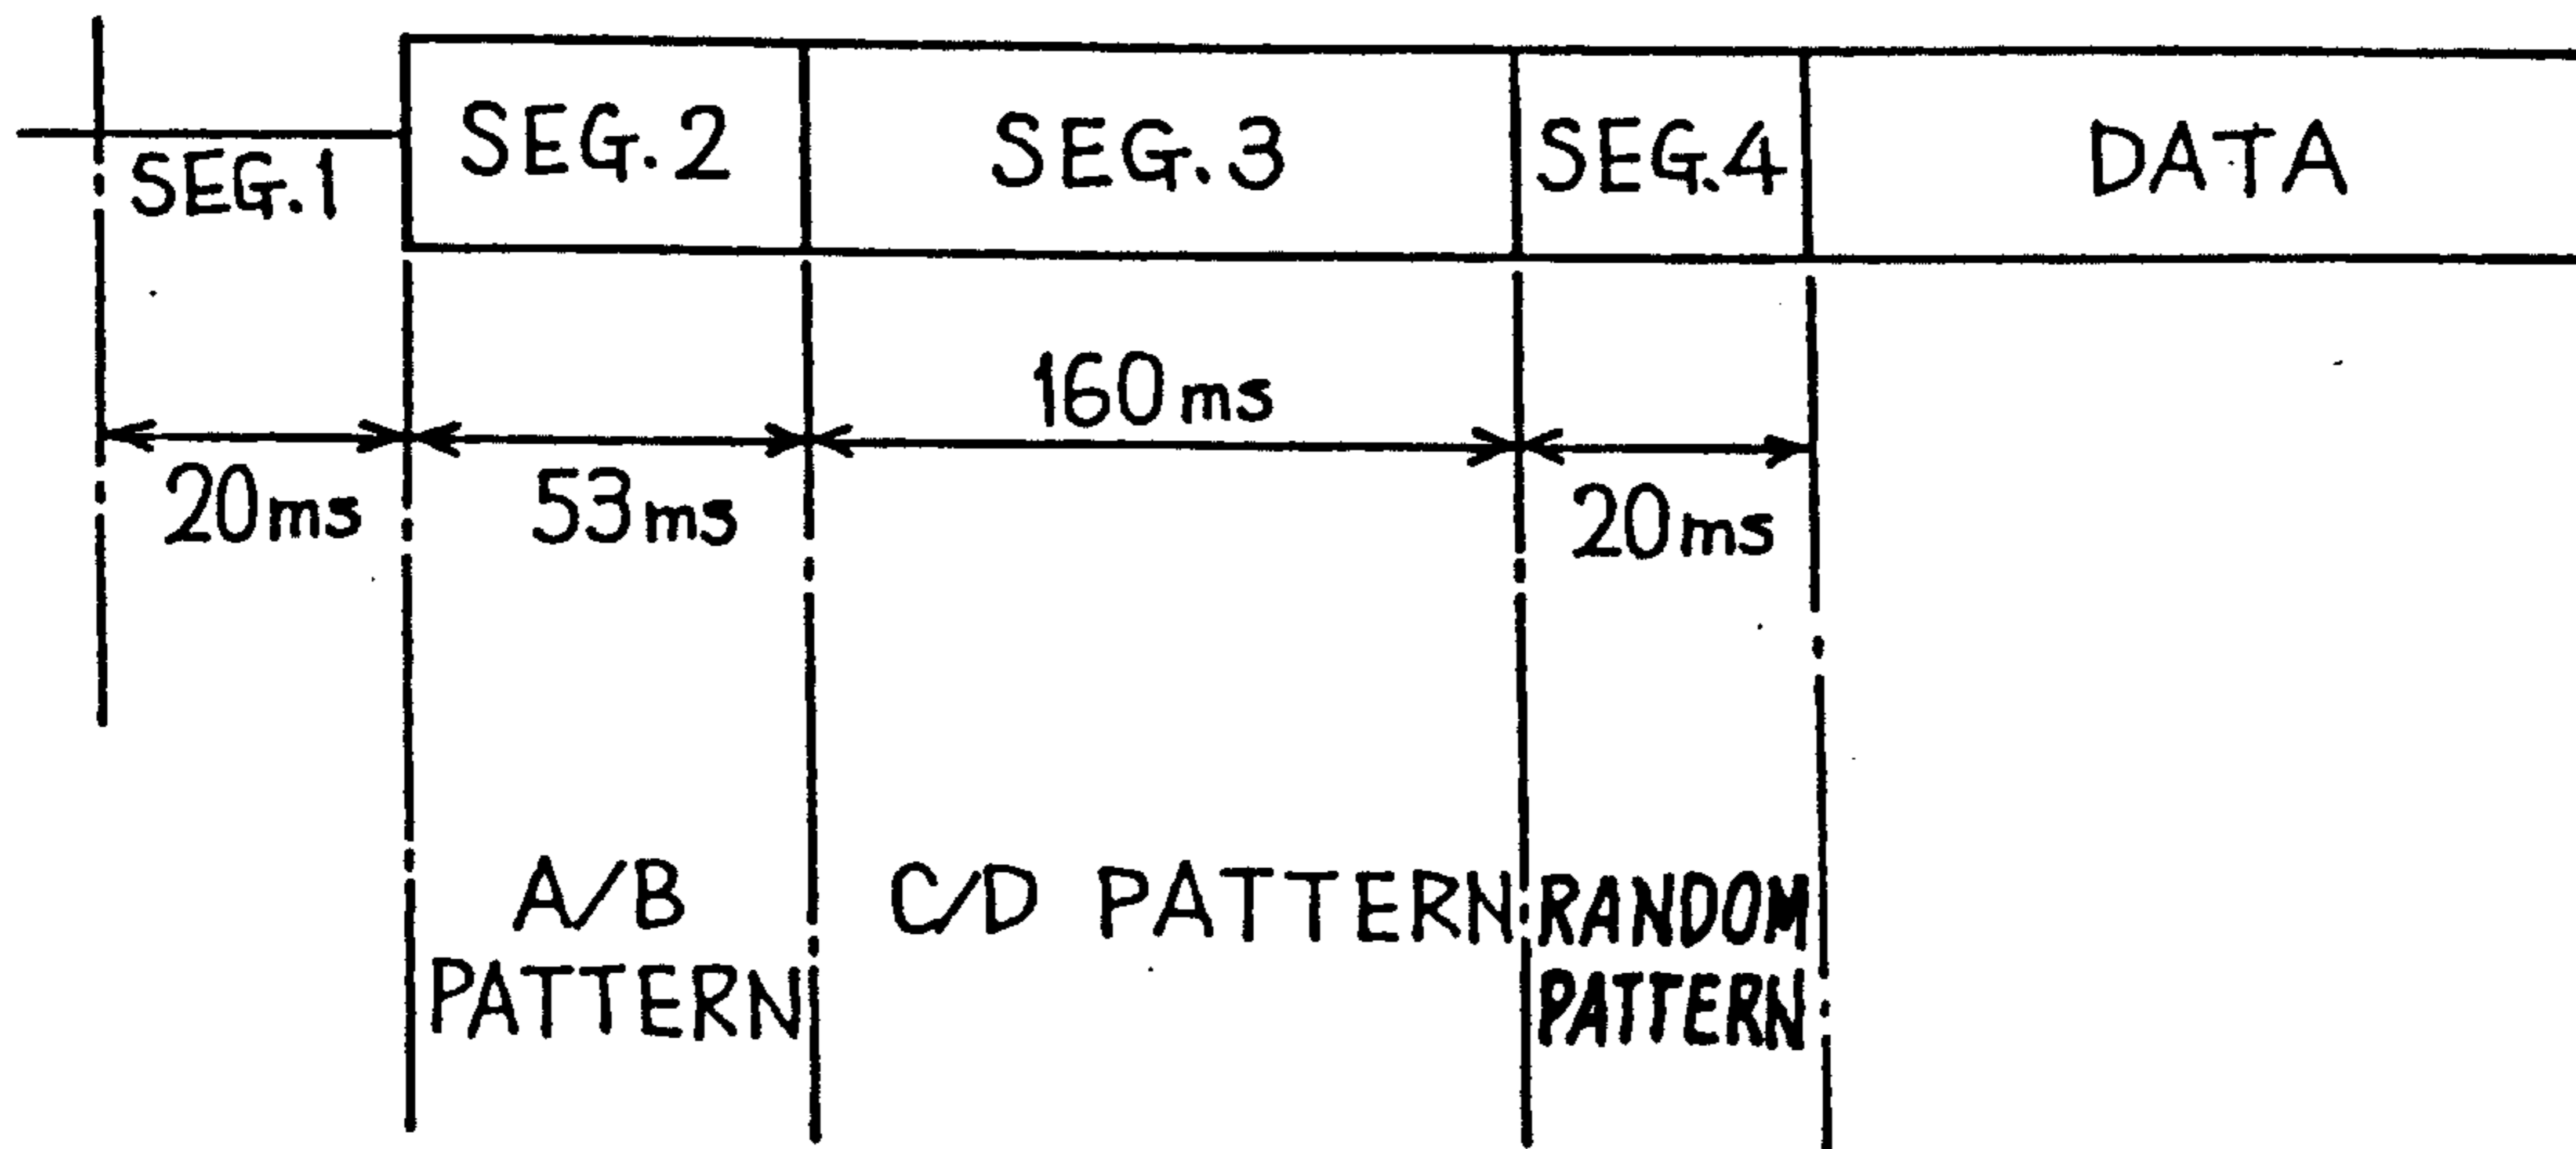 SEG.1
SEG.2
SEG.3
SEG.4
DATA
20ms
53ms
160ms
20ms
A/B
PATTERN
C/D PATTERN
RANDOM
PATTERN